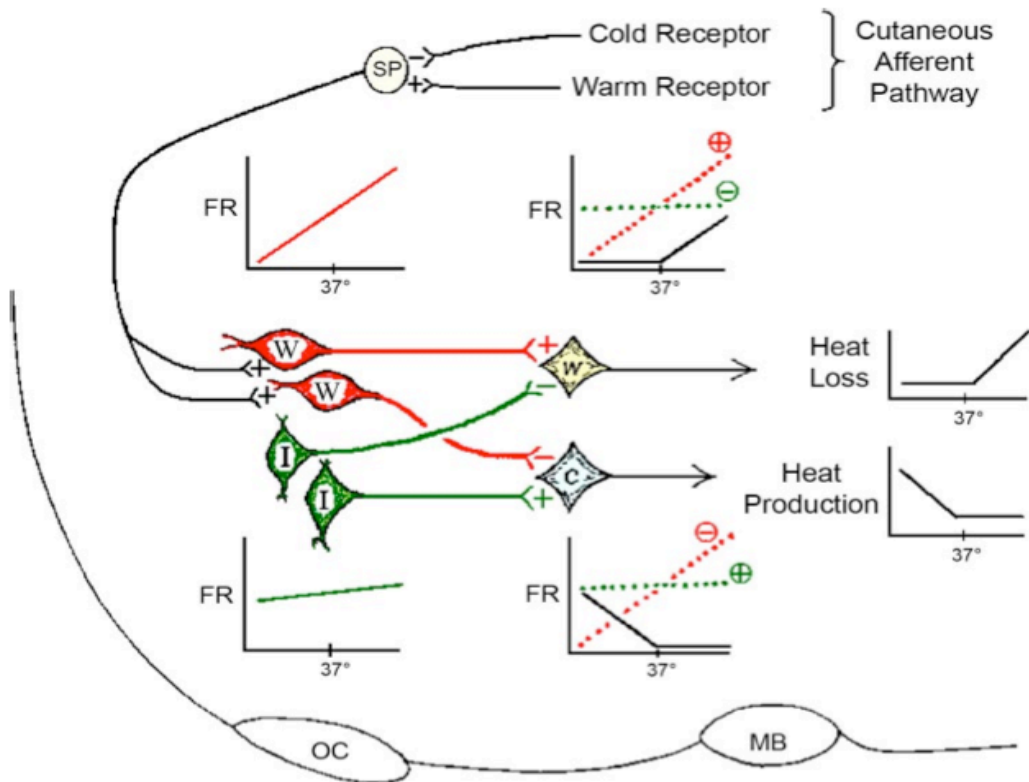 Cold Receptor
Cutaneous
Afferent
Pathway
SP
−
+
Warm Receptor
FR
37°
FR
+
−
37°
W
+
W
+
+
−
w
Heat
Loss
37°
I
I
−
+
c
Heat
Production
37°
FR
37°
FR
−
+
37°
OC
MB